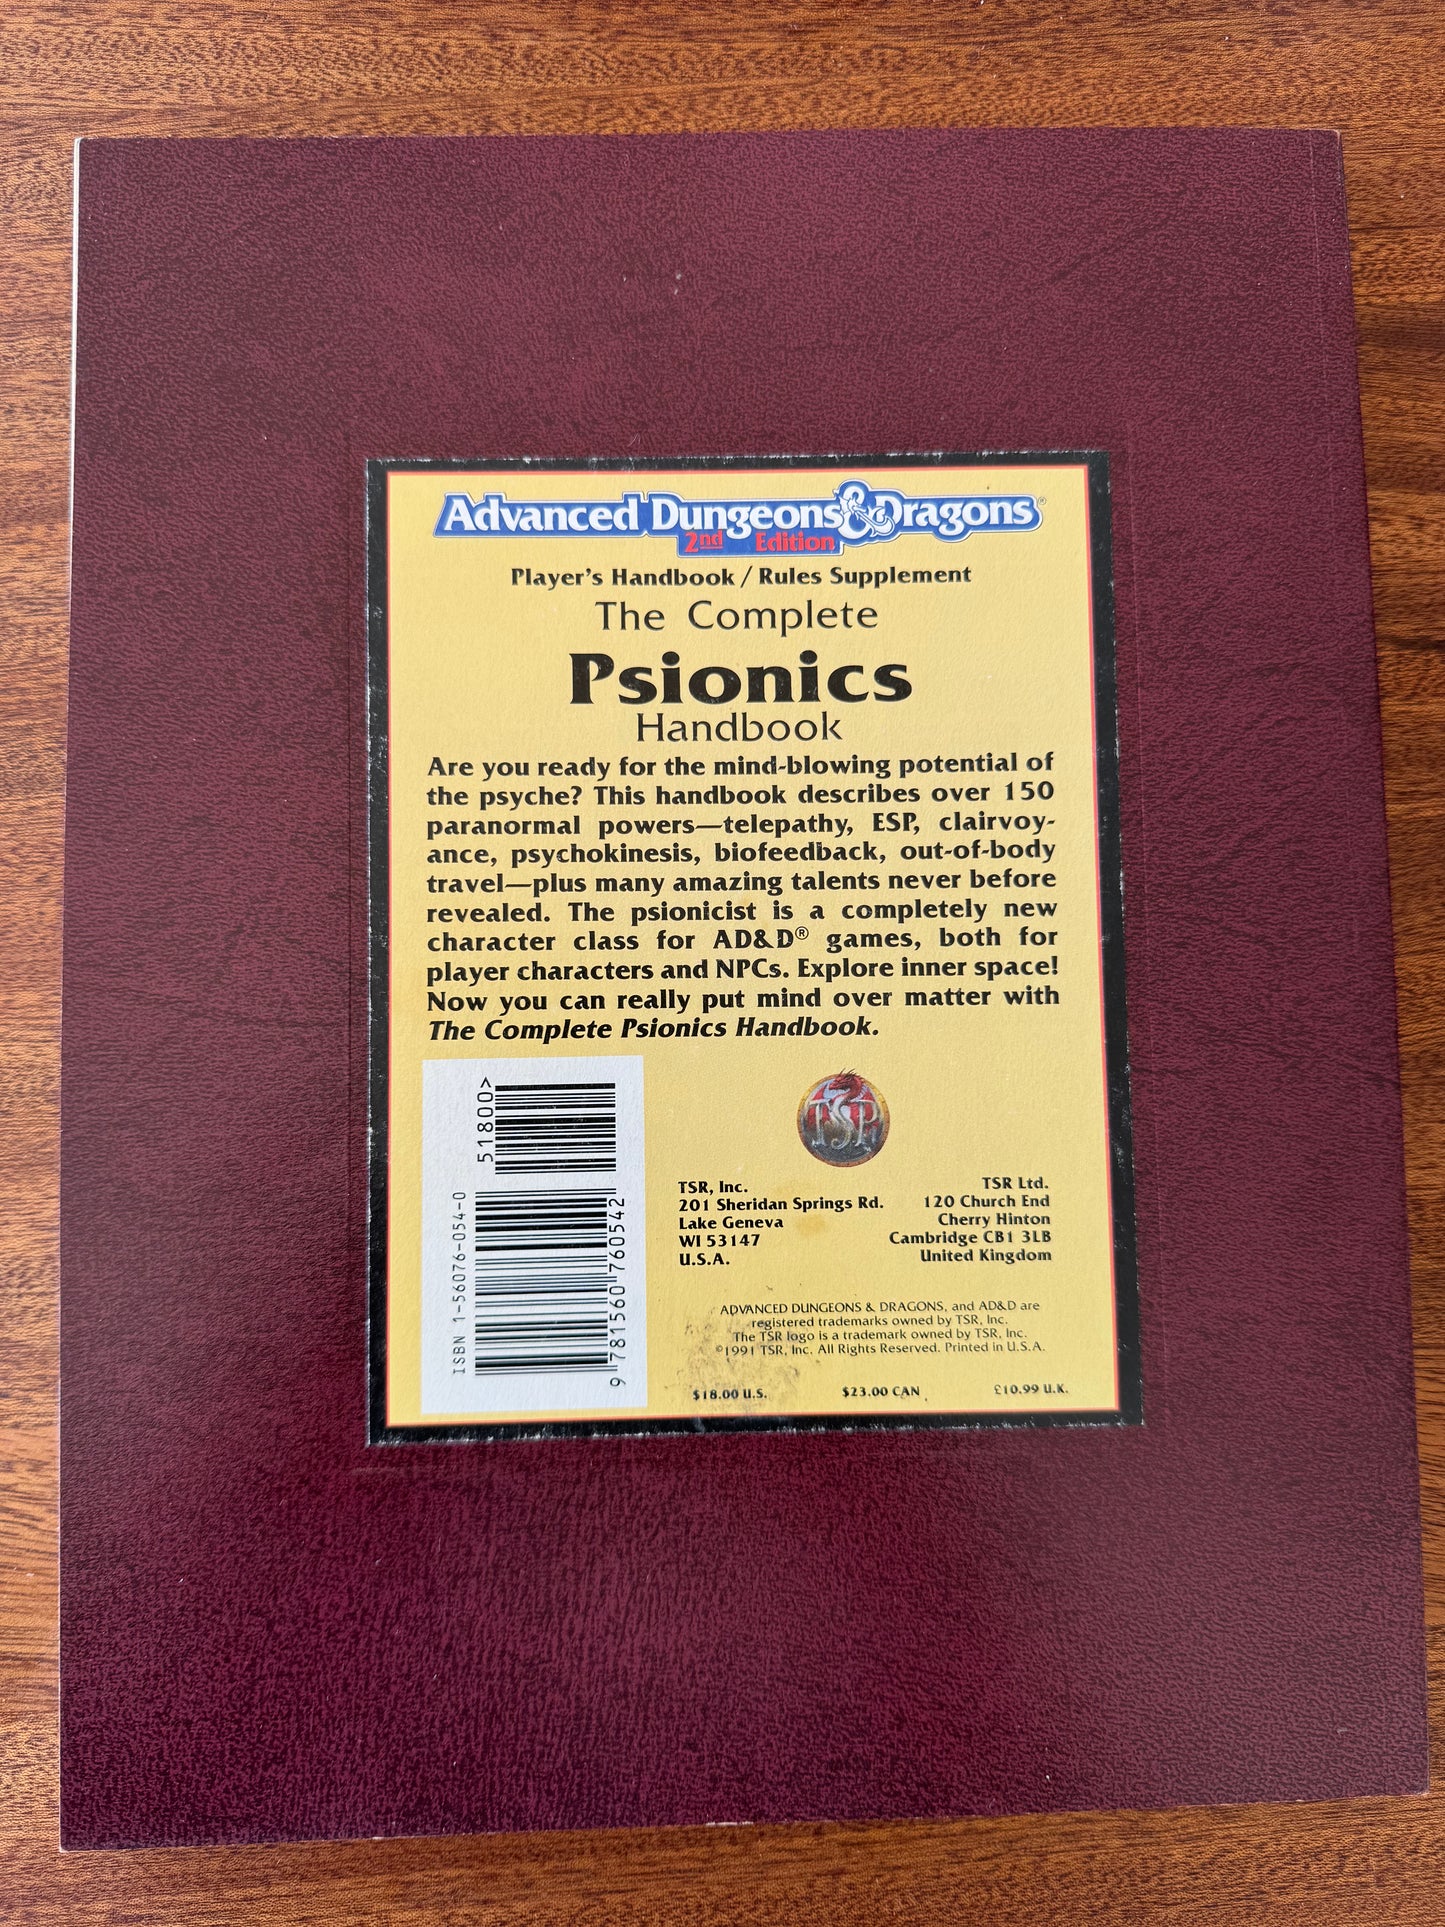 Advanced Dungeons & Dragons®
2nd Edition
Player's Handbook / Rules Supplement
The Complete
Psionics
Handbook
Are you ready for the mind-blowing potential of
the psyche? This handbook describes over 150
paranormal powers—telepathy, ESP, clairvoy-
ance, psychokinesis, biofeedback, out-of-body
travel—plus many amazing talents never before
revealed. The psionicist is a completely new
character class for AD&D® games, both for
player characters and NPCs. Explore inner space!
Now you can really put mind over matter with
The Complete Psionics Handbook.
51800>
ISBN 1-56076-054-0
9 781560 760542
TSR
TSR, Inc.
201 Sheridan Springs Rd.
Lake Geneva
WI 53147
U.S.A.
TSR Ltd.
120 Church End
Cherry Hinton
Cambridge CB1 3LB
United Kingdom
ADVANCED DUNGEONS & DRAGONS, and AD&D are
registered trademarks owned by TSR, Inc.
The TSR logo is a trademark owned by TSR, Inc.
©1991 TSR, Inc. All Rights Reserved. Printed in U.S.A.
$18.00 U.S. $23.00 CAN £10.99 U.K.